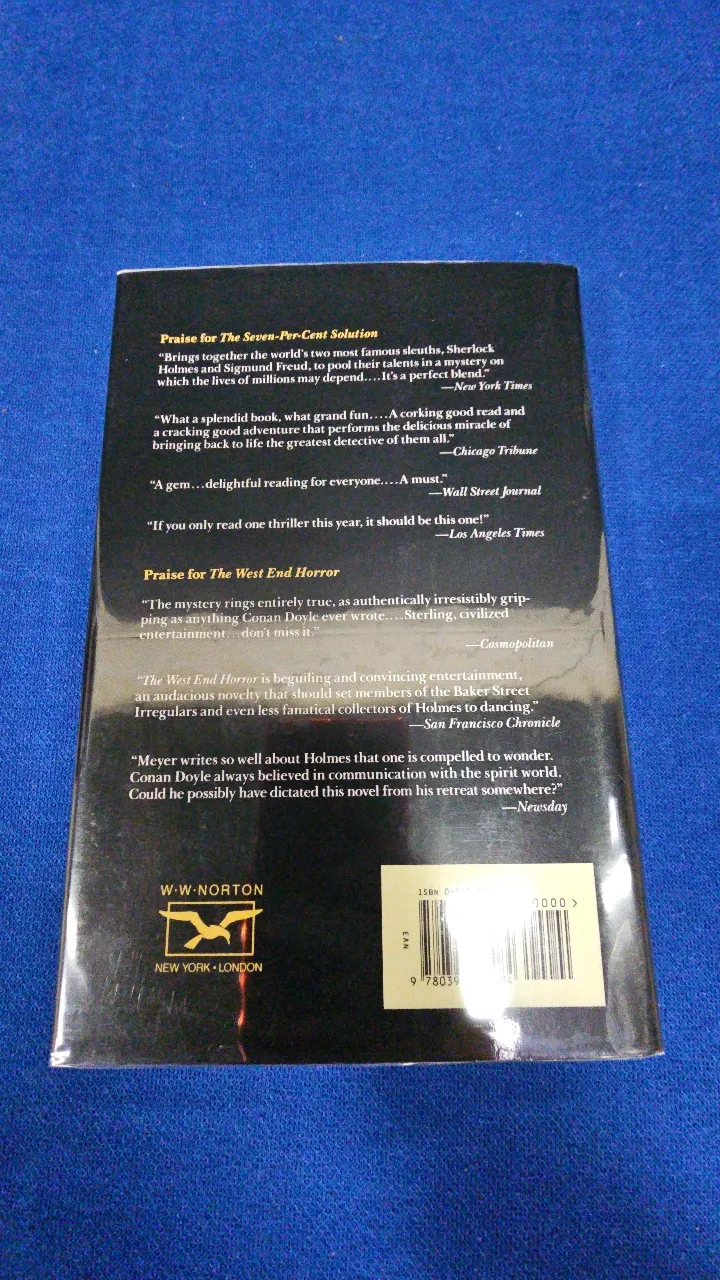 Praise for The Seven-Per-Cent Solution
“Brings together the world’s two most famous sleuths, Sherlock
Holmes and Sigmund Freud, to pool their talents in a mystery on
which the lives of millions may depend....It’s a perfect blend.”
—New York Times
“What a splendid book, what grand fun....A corking good read and
a cracking good adventure that performs the delicious miracle of
bringing back to life the greatest detective of them all.”
—Chicago Tribune
“A gem...delightful reading for everyone....A must.”
—Wall Street Journal
“If you only read one thriller this year, it should be this one!”
—Los Angeles Times
Praise for The West End Horror
“The mystery rings entirely true, as authentically irresistibly grip-
ping as anything Conan Doyle ever wrote....Sterling, civilized
entertainment...don’t miss it.”
—Cosmopolitan
“The West End Horror is beguiling and convincing entertainment,
an audacious novelty that should set members of the Baker Street
Irregulars and even less fanatical collectors of Holmes to dancing.”
—San Francisco Chronicle
“Meyer writes so well about Holmes that one is compelled to wonder.
Conan Doyle always believed in communication with the spirit world.
Could he possibly have dictated this novel from his retreat somewhere?”
—Newsday
W·W·NORTON
NEW YORK • LONDON
ISBN 0-
0000 >
EAN
9 78039